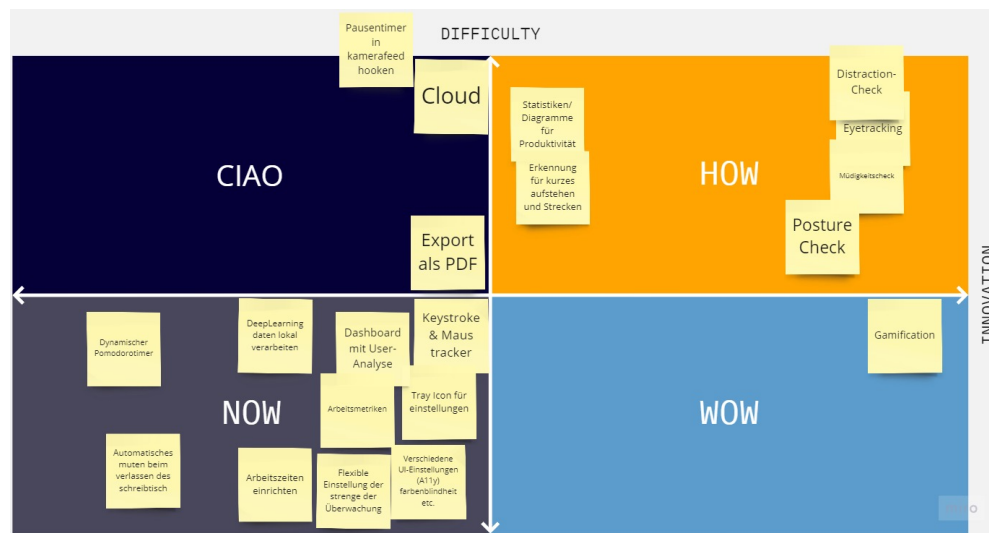 DIFFICULTY
Pausentimer
in
kamerafeed
hooken
Cloud
CIAO
Export
als PDF
Statistiken/
Diagramme
für
Produktivität
Erkennung
für kurzes
aufstehen
und Strecken
HOW
Distraction-
Check
Eyetracking
Müdigkeitscheck
Posture
Check
INNOVATION
Dynamischer
Pomodorotimer
DeepLearning
daten lokal
verarbeiten
Dashboard
mit User-
Analyse
Keystroke
& Maus
tracker
NOW
Arbeitsmetriken
Tray Icon für
einstellungen
Automatisches
muten beim
verlassen des
schreibtisch
Arbeitszeiten
einrichten
Flexible
Einstellung der
strenge der
Überwachung
Verschiedene
UI-Einstellungen
(A11y)
farbenblindheit
etc.
Gamification
WOW